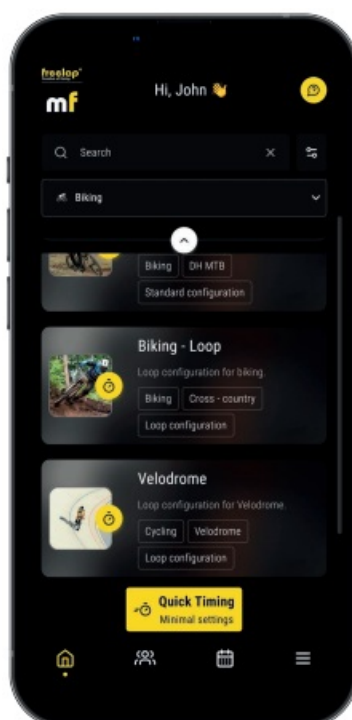 freelap
mf
Hi, John 👋
Search
Biking
Biking
DH MTB
Standard configuration
Biking - Loop
Loop configuration for biking.
Biking
Cross - country
Loop configuration
Velodrome
Loop configuration for Velodrome.
Cycling
Velodrome
Loop configuration
Quick Timing
Minimal settings